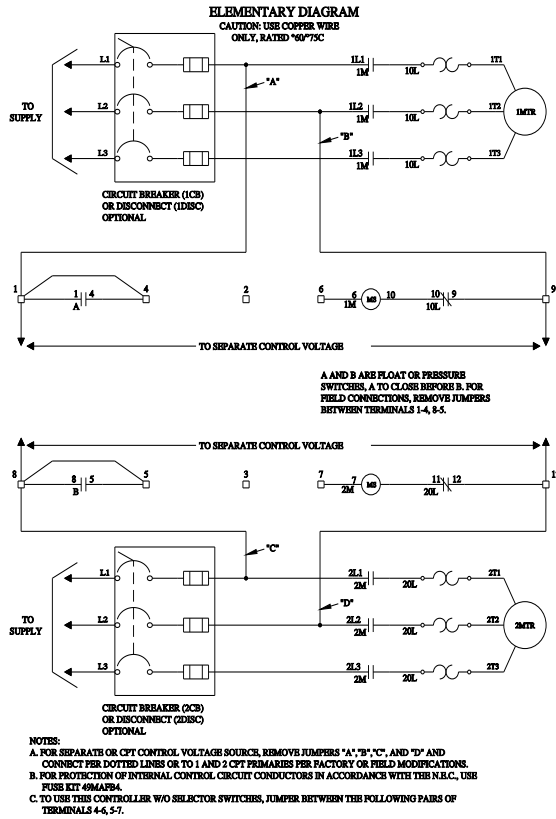 ELEMENTARY DIAGRAM
CAUTION: USE COPPER WIRE
ONLY, RATED °60/°75C
L1
1L1
1M
10L
1T1
"A"
TO
SUPPLY
L2
1L2
1M
10L
1T2
1MTR
"B"
L3
1L3
1M
10L
1T3
CIRCUIT BREAKER (1CB)
OR DISCONNECT (1DISC)
OPTIONAL
1
1 4
A
4
2
6
6
1M
MS
10
10 9
10L
9
TO SEPARATE CONTROL VOLTAGE
A AND B ARE FLOAT OR PRESSURE
SWITCHES, A TO CLOSE BEFORE B. FOR
FIELD CONNECTIONS, REMOVE JUMPERS
BETWEEN TERMINALS 1-4, 8-5.
TO SEPARATE CONTROL VOLTAGE
8
8 5
B
5
3
7
7
2M
MS
11 12
20L
1
"C"
L1
2L1
2M
20L
2T1
"D"
TO
SUPPLY
L2
2L2
2M
20L
2T2
2MTR
L3
2L3
2M
20L
2T3
CIRCUIT BREAKER (2CB)
OR DISCONNECT (2DISC)
OPTIONAL
NOTES:
A. FOR SEPARATE OR CPT CONTROL VOLTAGE SOURCE, REMOVE JUMPERS "A","B","C", AND "D" AND
CONNECT PER DOTTED LINES OR TO 1 AND 2 CPT PRIMARIES PER FACTORY OR FIELD MODIFICATIONS.
B. FOR PROTECTION OF INTERNAL CONTROL CIRCUIT CONDUCTORS IN ACCORDANCE WITH THE N.E.C., USE
FUSE KIT 49MAFB4.
C. TO USE THIS CONTROLLER W/O SELECTOR SWITCHES, JUMPER BETWEEN THE FOLLOWING PAIRS OF
TERMINALS 4-6, 5-7.